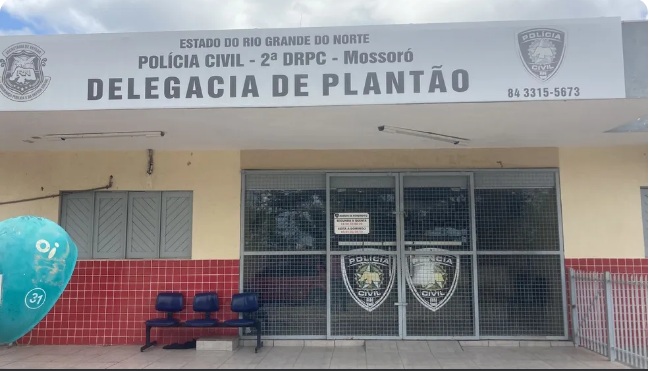 ESTADO DO RIO GRANDE DO NORTE
POLÍCIA CIVIL - 2ª DRPC - Mossoró
DELEGACIA DE PLANTÃO
POLÍCIA
CIVIL
84 3315-5673
oi
31
POLÍCIA
CIVIL
POLÍCIA
CIVIL